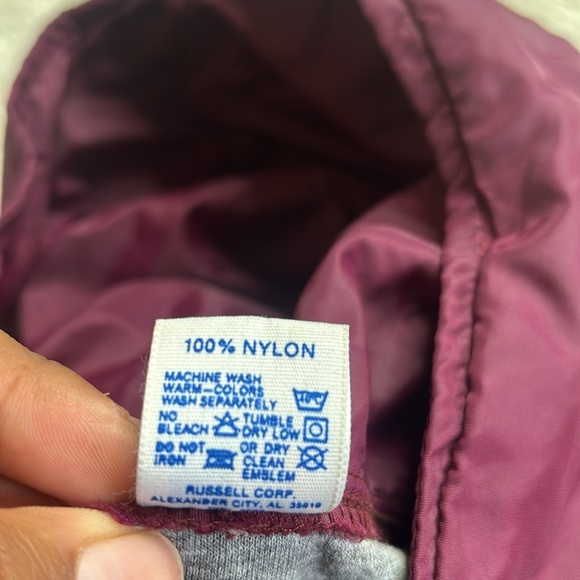 100% NYLON
MACHINE WASH
WARM-COLORS
WASH SEPARATELY
NO BLEACH TUMBLE DRY LOW
DO NOT IRON OR DRY CLEAN EMBLEM
RUSSELL CORP.
ALEXANDER CITY, AL. 35010